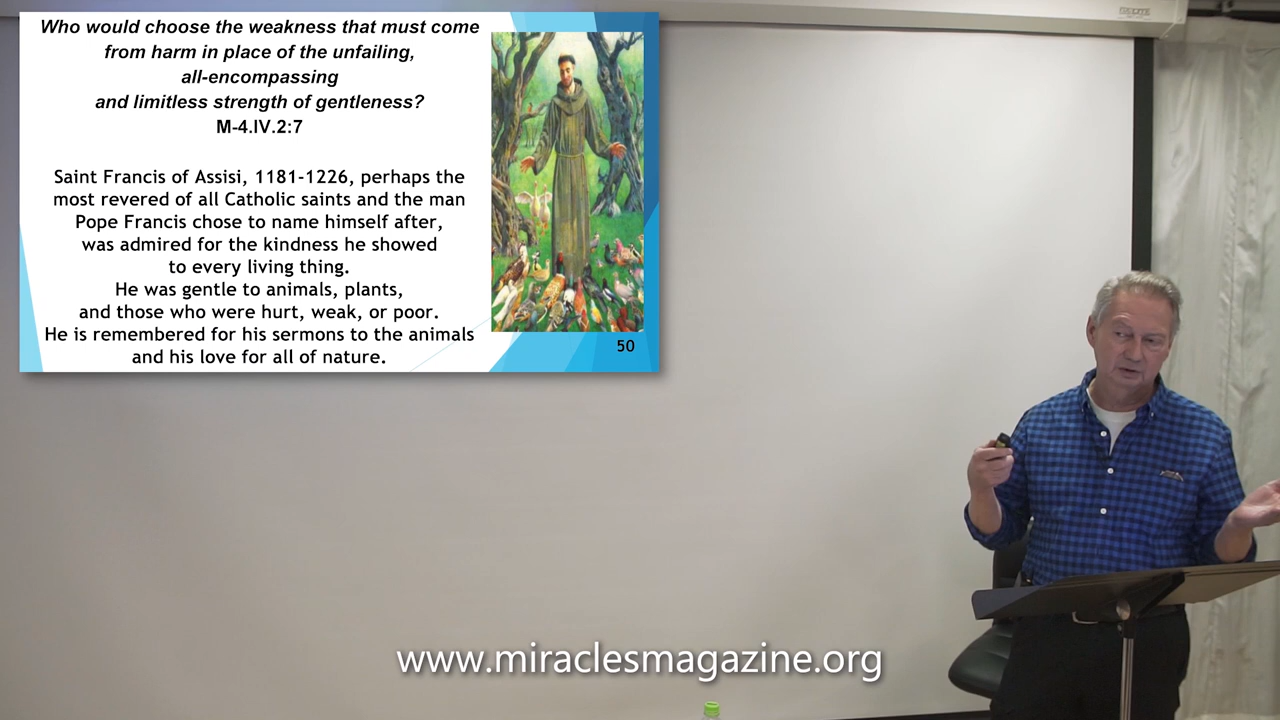 Who would choose the weakness that must come
from harm in place of the unfailing,
all-encompassing
and limitless strength of gentleness?
M-4.IV.2:7
Saint Francis of Assisi, 1181-1226, perhaps the
most revered of all Catholic saints and the man
Pope Francis chose to name himself after,
was admired for the kindness he showed
to every living thing.
He was gentle to animals, plants,
and those who were hurt, weak, or poor.
He is remembered for his sermons to the animals
and his love for all of nature.
50
www.miraclesmagazine.org